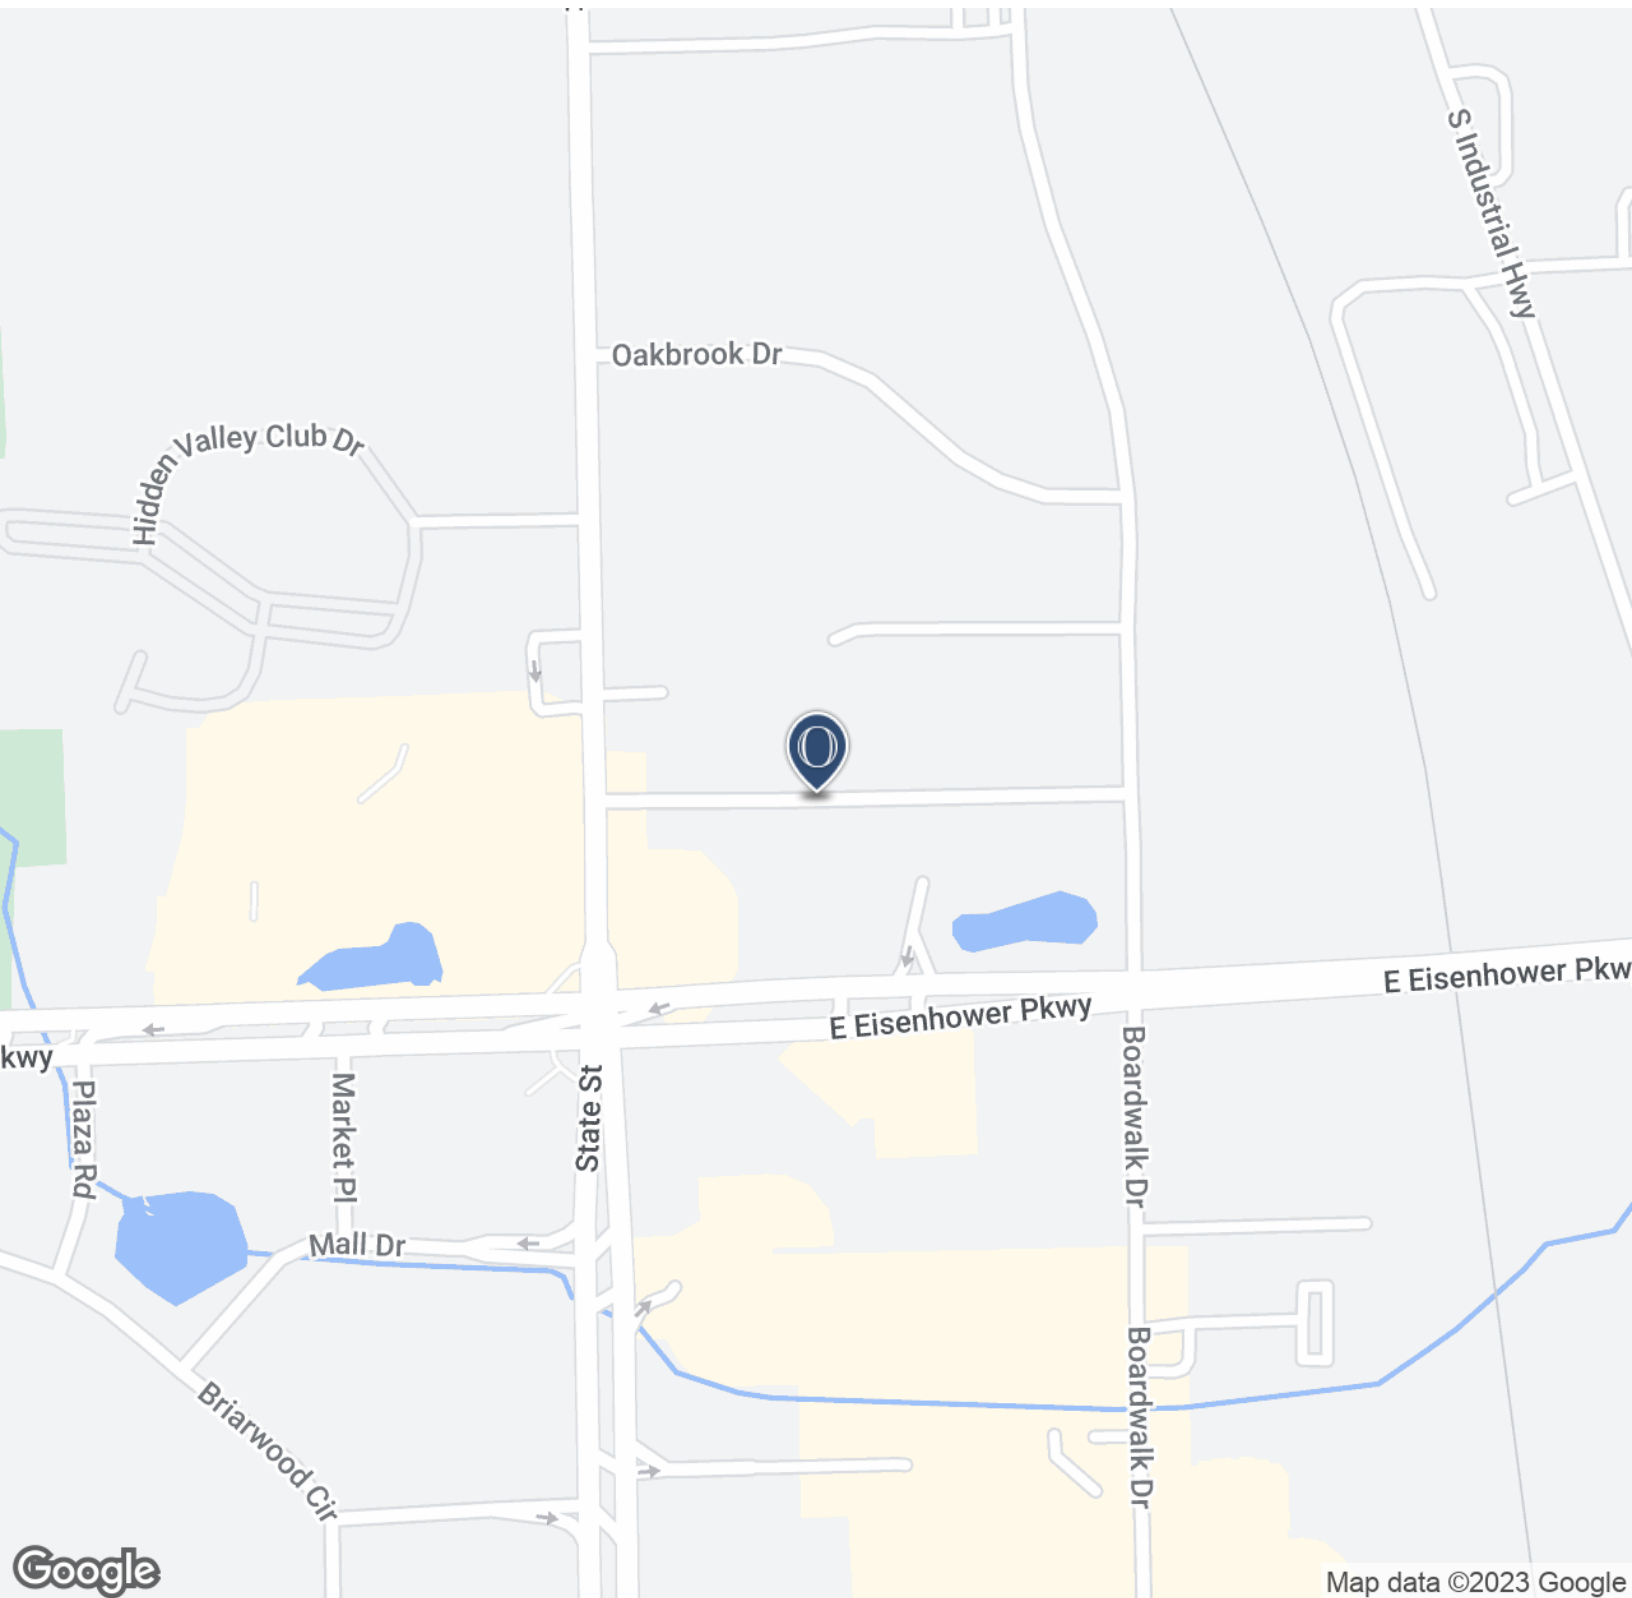 S Industrial Hwy
Oakbrook Dr
Hidden Valley Club Dr
E Eisenhower Pkw
E Eisenhower Pkwy
kwy
Plaza Rd
Market Pl
State St
Boardwalk Dr
Mall Dr
Boardwalk Dr
Briarwood Cir
Google
Map data ©2023 Google